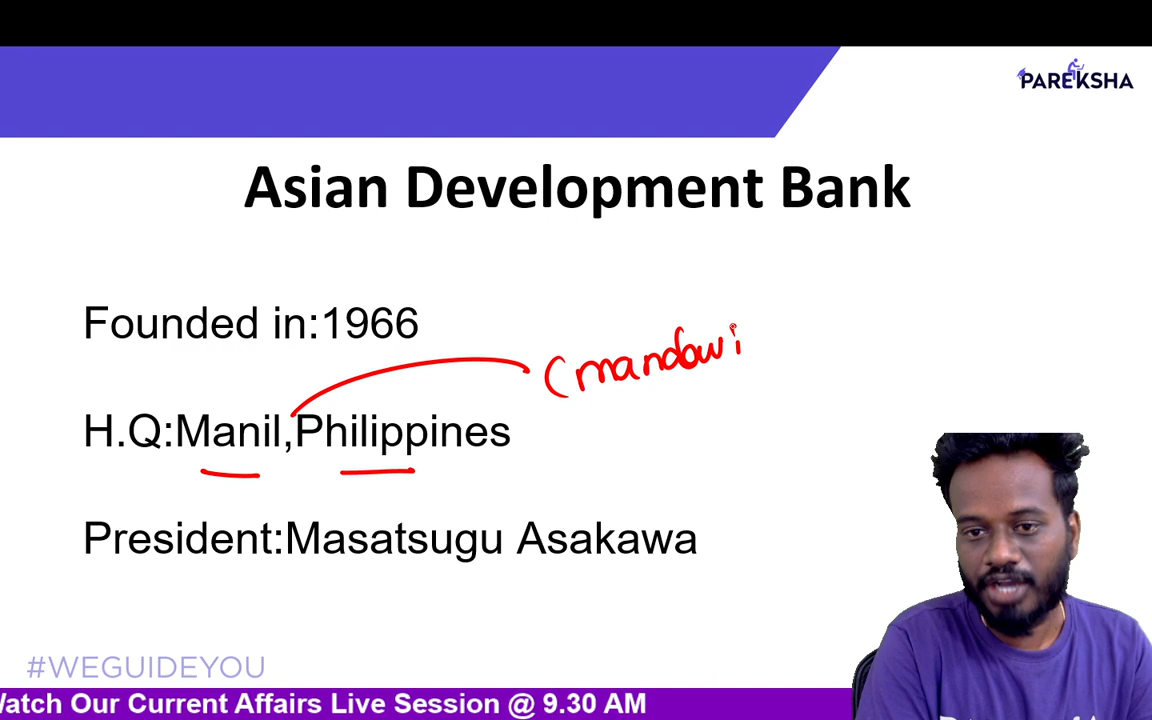 PAREKSHA
Asian Development Bank
Founded in:1966
(mandowi
H.Q:Manil,Philippines
President:Masatsugu Asakawa
#WEGUIDEYOU
Watch Our Current Affairs Live Session @ 9.30 AM